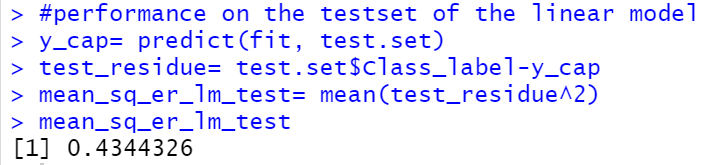 > #performance on the testset of the linear model
> y_cap= predict(fit, test.set)
> test_residue= test.set$Class_label-y_cap
> mean_sq_er_lm_test= mean(test_residue^2)
> mean_sq_er_lm_test
[1] 0.4344326